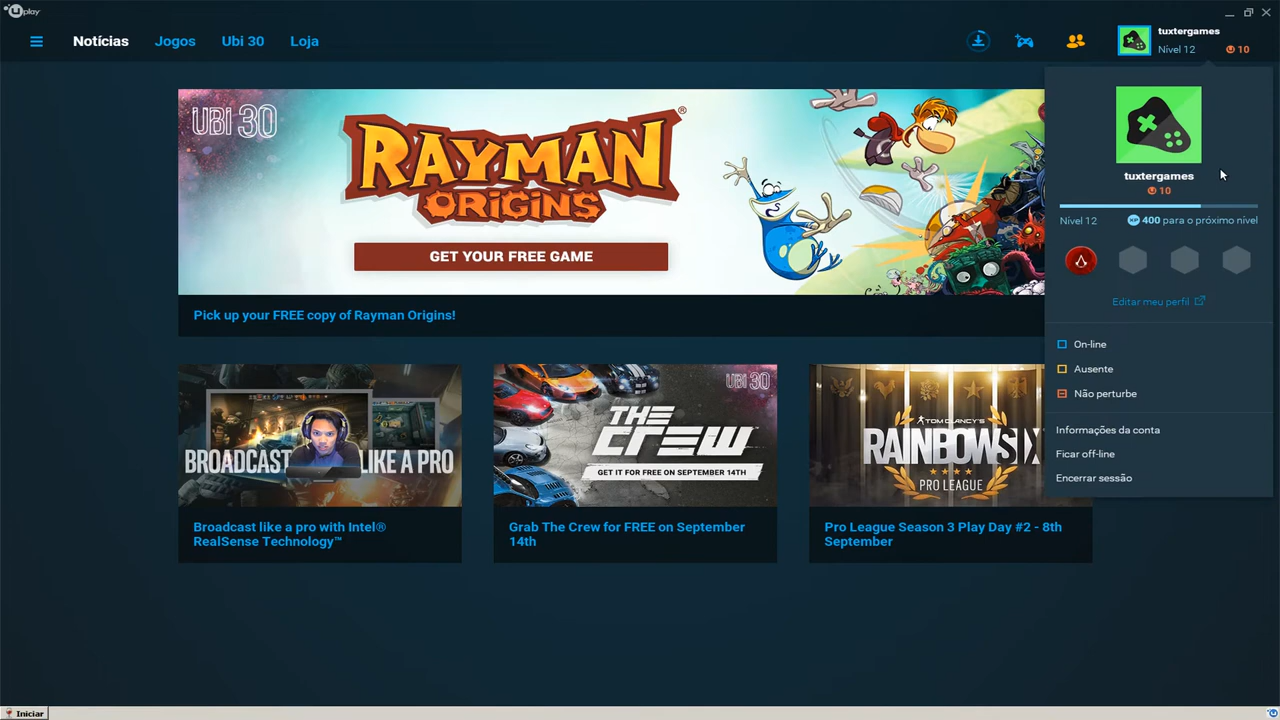 uplay
Notícias Jogos Ubi 30 Loja
tuxtergames
Nível 12 10
UBI 30
RAYMAN®
ORIGINS
GET YOUR FREE GAME
Pick up your FREE copy of Rayman Origins!
tuxtergames
10
Nível 12 XP 400 para o próximo nível
Editar meu perfil
On-line
Ausente
Não perturbe
Informações da conta
Ficar off-line
Encerrar sessão
BROADCAST LIKE A PRO
Broadcast like a pro with Intel®
RealSense Technology™
UBI 30
THE
CREW
GET IT FOR FREE ON SEPTEMBER 14TH
Grab The Crew for FREE on September
14th
TOM CLANCY'S
RAINBOW SIX
PRO LEAGUE
Pro League Season 3 Play Day #2 - 8th
September
Iniciar